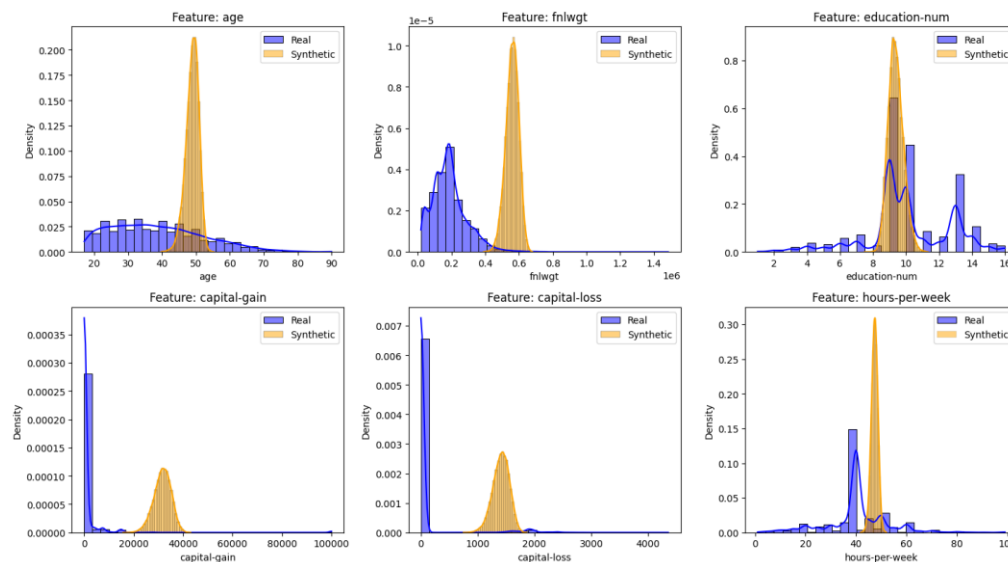 Feature: age
Real
Synthetic
0.200
0.175
0.150
0.125
0.100
0.075
0.050
0.025
0.000
Density
20 30 40 50 60 70 80 90
age
Feature: fnlwgt
1e−5
Real
Synthetic
1.0
0.8
0.6
0.4
0.2
0.0
Density
0.0 0.2 0.4 0.6 0.8 1.0 1.2 1.4
1e6
fnlwgt
Feature: education-num
Real
Synthetic
0.8
0.6
0.4
0.2
0.0
Density
2 4 6 8 10 12 14 16
education-num
Feature: capital-gain
Real
Synthetic
0.00035
0.00030
0.00025
0.00020
0.00015
0.00010
0.00005
0.00000
Density
0 20000 40000 60000 80000 100000
capital-gain
Feature: capital-loss
Real
Synthetic
0.007
0.006
0.005
0.004
0.003
0.002
0.001
0.000
Density
0 1000 2000 3000 4000
capital-loss
Feature: hours-per-week
Real
Synthetic
0.30
0.25
0.20
0.15
0.10
0.05
0.00
Density
0 20 40 60 80
hours-per-week